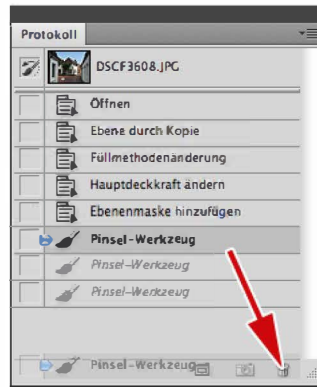 Protokoll
DSCF3608.JPG
Öffnen
Ebene durch Kopie
Füllmethodenänderung
Hauptdeckkraft ändern
Ebenenmaske hinzufügen
Pinsel-Werkzeug
Pinsel-Werkzeug
Pinsel-Werkzeug
Pinsel-Werkzeug